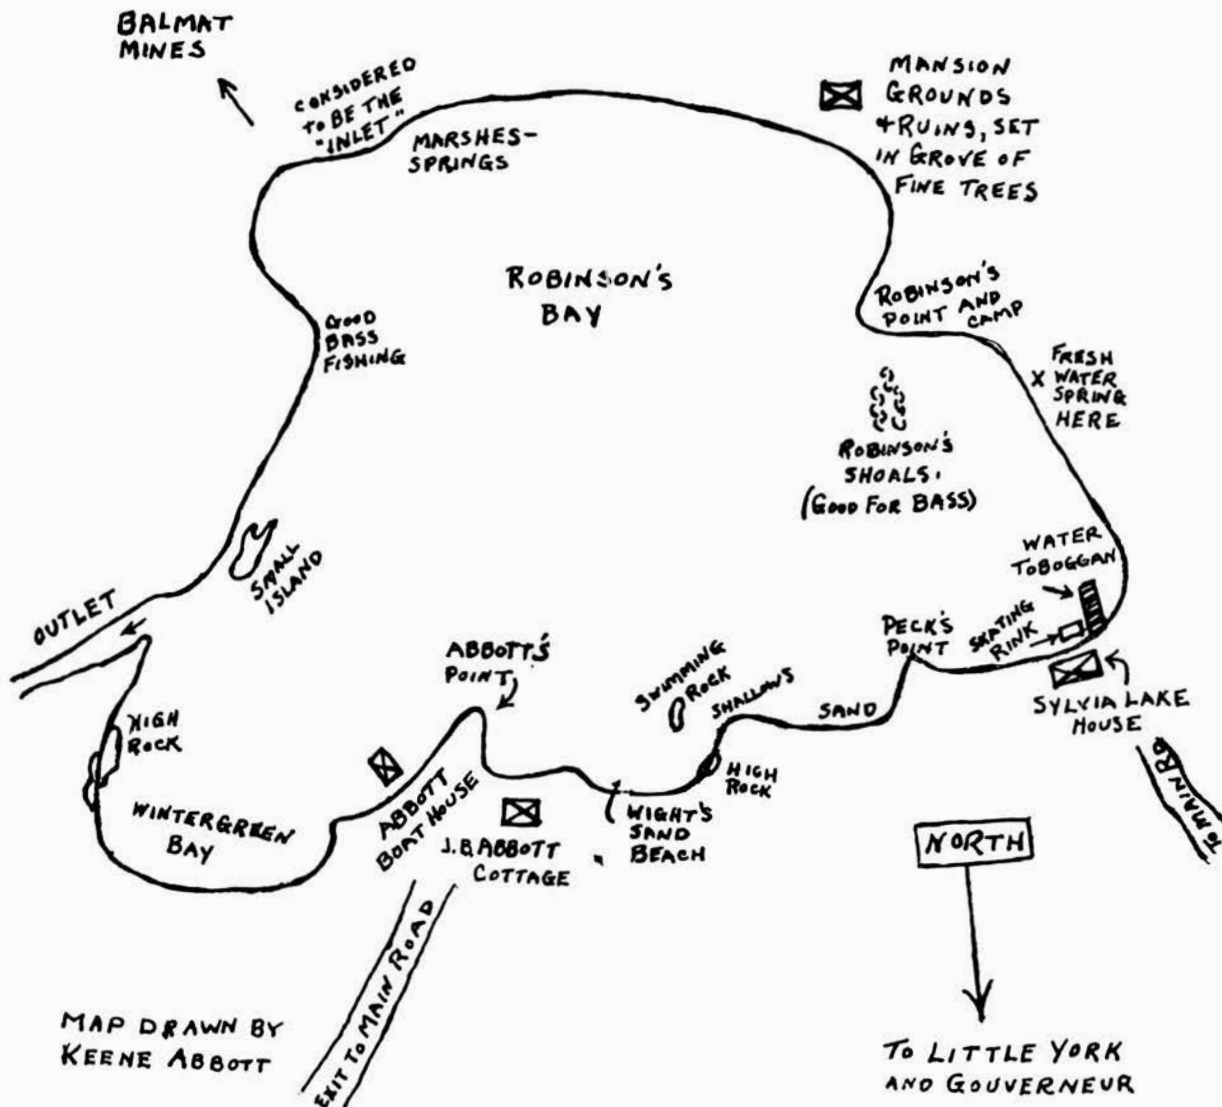 BALMAT
MINES
CONSIDERED
TO BE THE
"INLET"
MARSHES-
SPRINGS
MANSION
GROUNDS
+RUINS, SET
IN GROVE OF
FINE TREES
ROBINSON'S
BAY
ROBINSON'S
POINT AND
CAMP
GOOD
BASS
FISHING
X FRESH
WATER
SPRING
HERE
ROBINSON'S
SHOALS.
(GOOD FOR BASS)
WATER
TOBOGGAN
SMALL
ISLAND
OUTLET
ABBOTT'S
POINT
SWIMMING
ROCK
SHALLOWS
SAND
PECK'S
POINT
SKATING
RINK
SYLVIA LAKE
HOUSE
TO MAIN RD
HIGH
ROCK
WINTERGREEN
BAY
ABBOTT
BOAT HOUSE
J.B. ABBOTT
COTTAGE
WIGHT'S
SAND
BEACH
HIGH
ROCK
NORTH
EXIT TO MAIN ROAD
MAP DRAWN BY
KEENE ABBOTT
TO LITTLE YORK
AND GOUVERNEUR